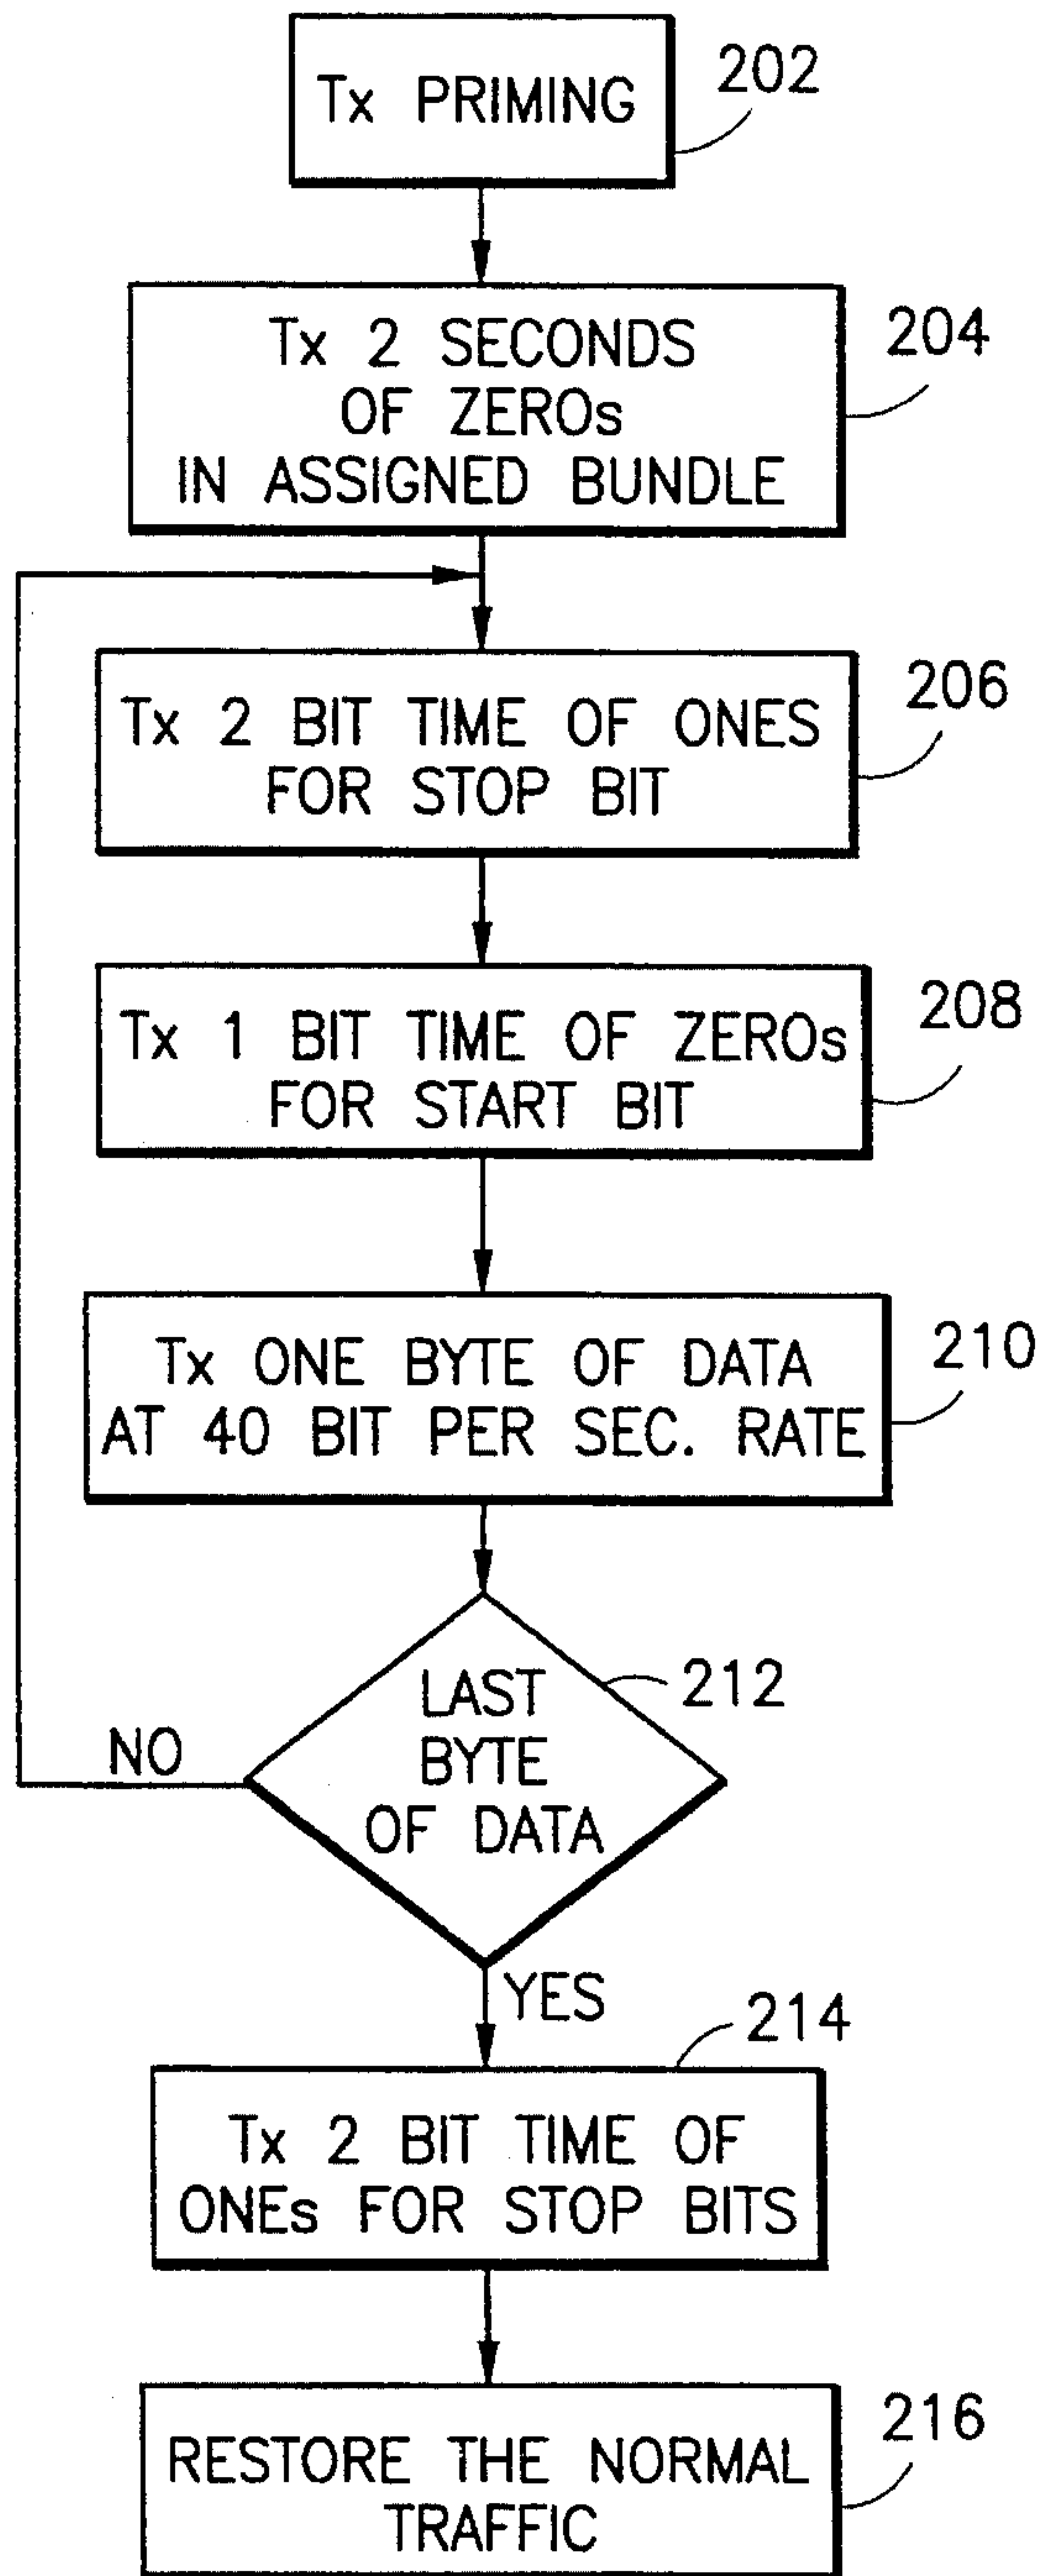 Tx PRIMING
202
Tx 2 SECONDS
OF ZEROs
IN ASSIGNED BUNDLE
204
Tx 2 BIT TIME OF ONES
FOR STOP BIT
206
Tx 1 BIT TIME OF ZEROs
FOR START BIT
208
Tx ONE BYTE OF DATA
AT 40 BIT PER SEC. RATE
210
LAST
BYTE
OF DATA
212
NO
YES
214
Tx 2 BIT TIME OF
ONEs FOR STOP BITS
RESTORE THE NORMAL
TRAFFIC
216